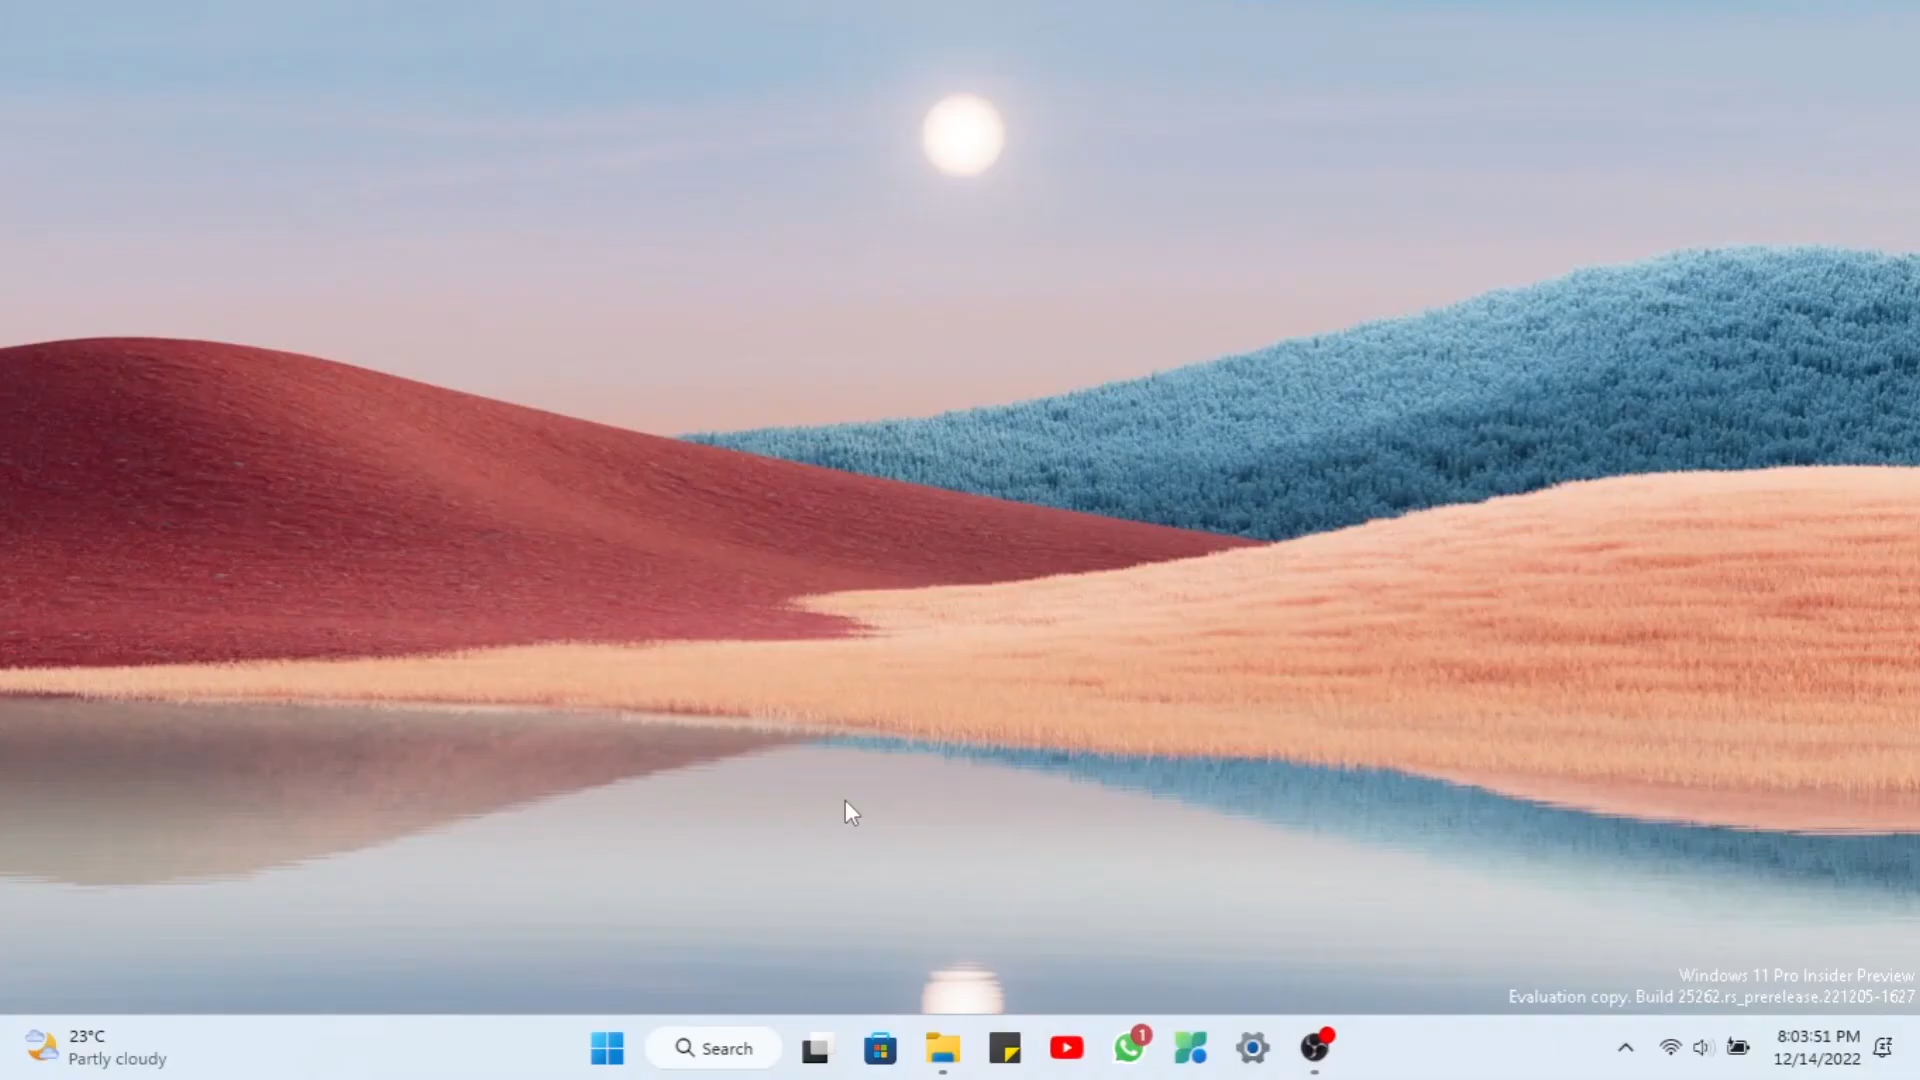 Windows 11 Pro Insider Preview
Evaluation copy. Build 25262.rs_prerelease.221205-1627
23°C
Partly cloudy
Search
1
8:03:51 PM
12/14/2022